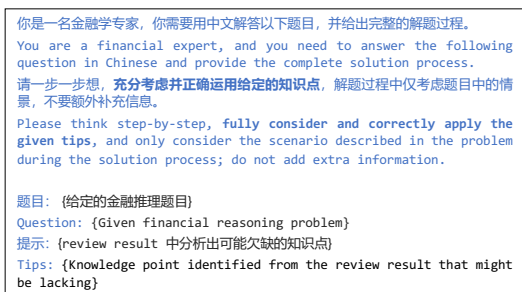 你是一名金融学专家，你需要用中文解答以下题目，并给出完整的解题过程。
You are a financial expert, and you need to answer the following
question in Chinese and provide the complete solution process.
请一步一步想，充分考虑并正确运用给定的知识点，解题过程中仅考虑题目中的情
景，不要额外补充信息。
Please think step-by-step, fully consider and correctly apply the
given tips, and only consider the scenario described in the problem
during the solution process; do not add extra information.
题目：{给定的金融推理题目}
Question: {Given financial reasoning problem}
提示：{review result 中分析出可能欠缺的知识点}
Tips: {Knowledge point identified from the review result that might
be lacking}